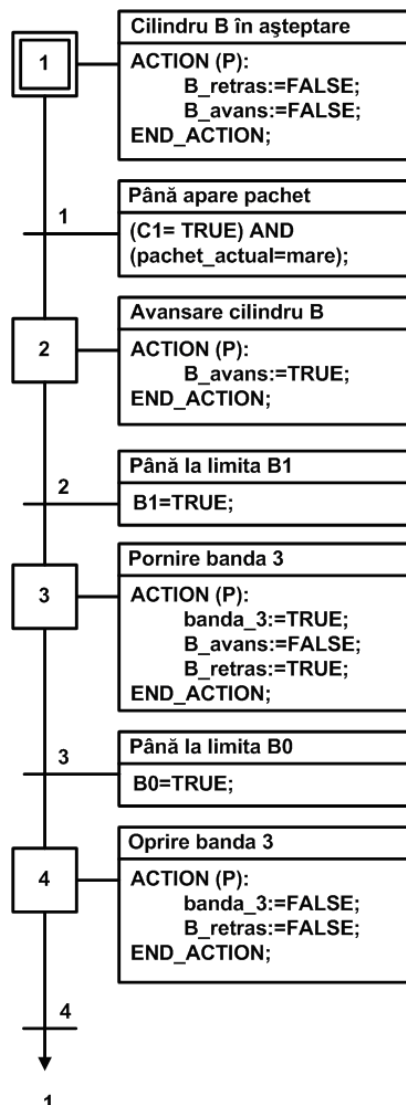 Cilindru B în aşteptare
1
ACTION (P):
B_retras:=FALSE;
B_avans:=FALSE;
END_ACTION;
Până apare pachet
1
(C1= TRUE) AND
(pachet_actual=mare);
Avansare cilindru B
2
ACTION (P):
B_avans:=TRUE;
END_ACTION;
Până la limita B1
2
B1=TRUE;
Pornire banda 3
3
ACTION (P):
banda_3:=TRUE;
B_avans:=FALSE;
B_retras:=TRUE;
END_ACTION;
Până la limita B0
3
B0=TRUE;
Oprire banda 3
4
ACTION (P):
banda_3:=FALSE;
B_retras:=FALSE;
END_ACTION;
4
1